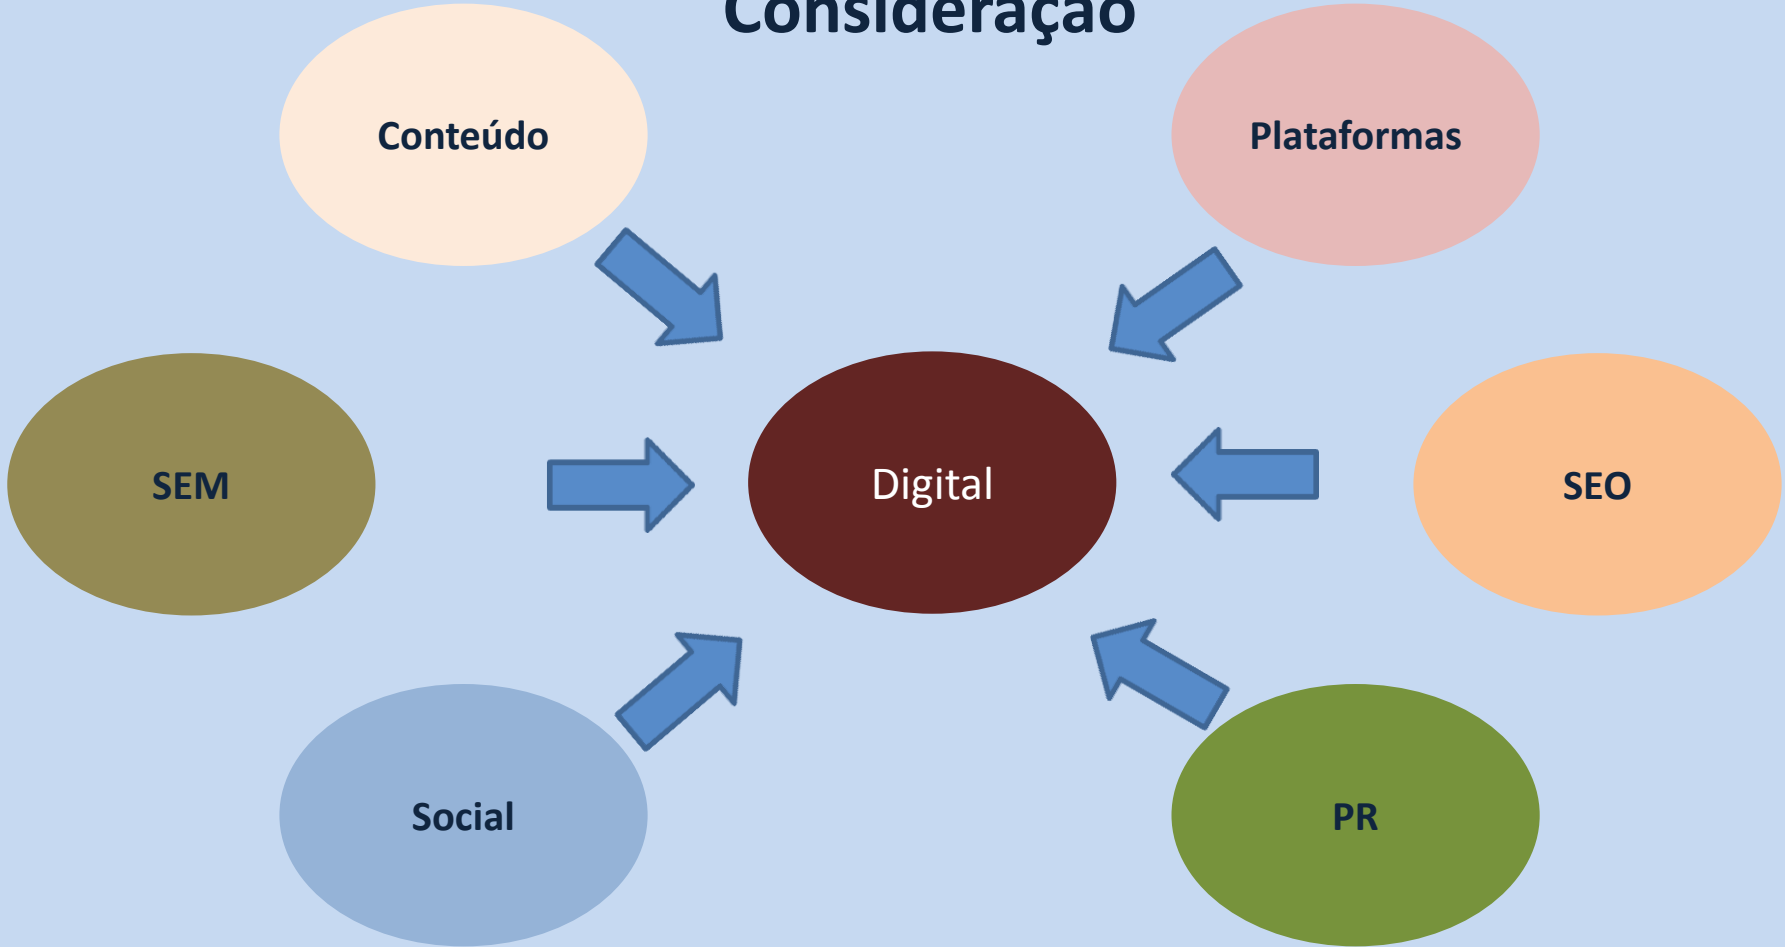 Consideração
Conteúdo
Plataformas
SEM
Digital
SEO
Social
PR